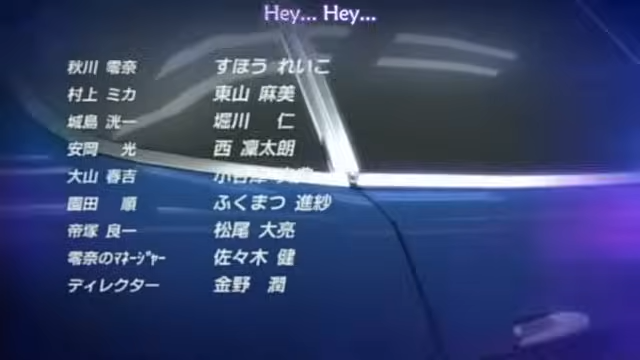 Hey... Hey...
秋川 零奈 すほう れいこ
村上 ミカ 東山 麻美
城島 洸一 堀川 仁
安岡 光 西 凜太朗
大山 春吉
園田 順 ふくまつ 進紗
帝塚 良一 松尾 大亮
零奈のﾏﾈｰｼﾞｬｰ 佐々木 健
ディレクター 金野 潤